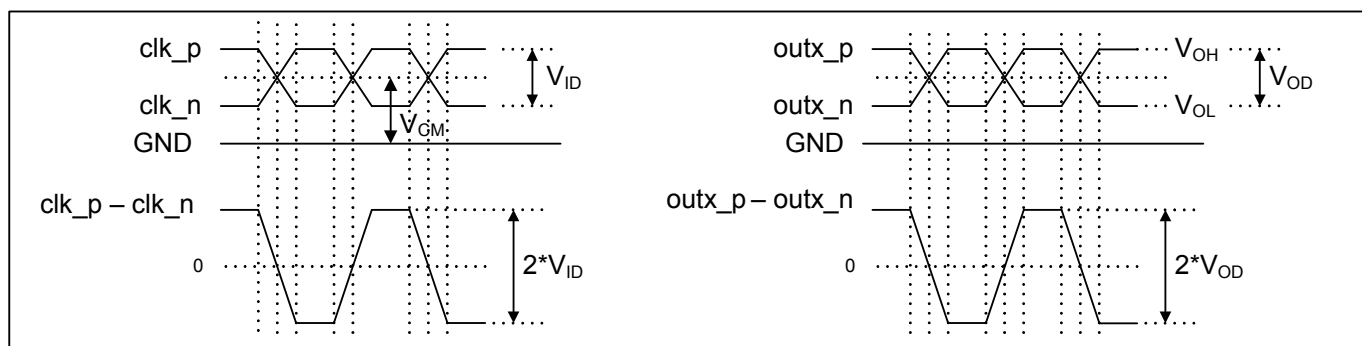 clk_p
clk_n
V_ID
V_CM
GND
clk_p – clk_n
0
2*V_ID
outx_p
outx_n
V_OH
V_OL
V_OD
GND
outx_p – outx_n
0
2*V_OD